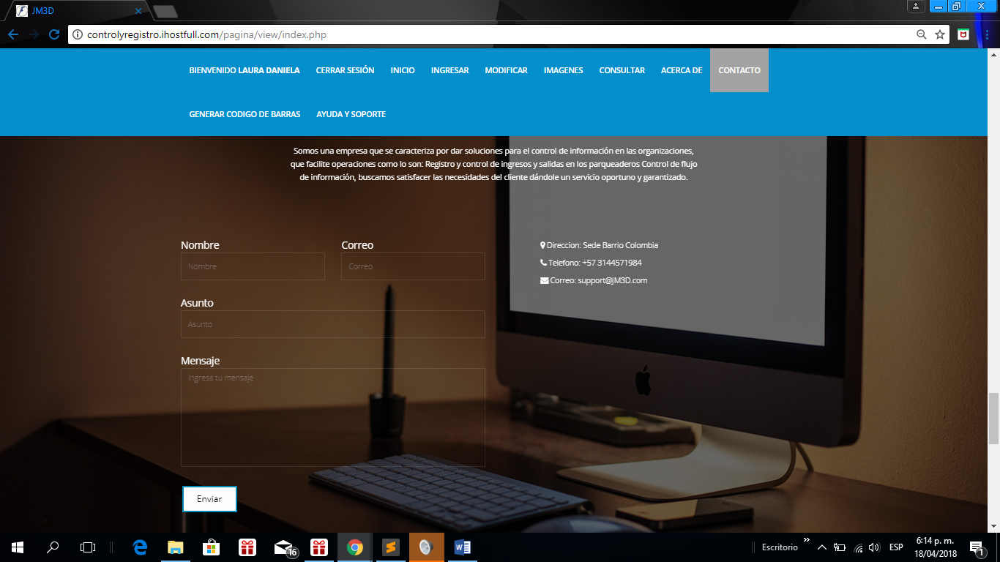 JM3D
controlyregistro.ihostfull.com/pagina/view/index.php
BIENVENIDO LAURA DANIELA CERRAR SESIÓN INICIO INGRESAR MODIFICAR IMAGENES CONSULTAR ACERCA DE CONTACTO
GENERAR CODIGO DE BARRAS AYUDA Y SOPORTE
Somos una empresa que se caracteriza por dar soluciones para el control de información en las organizaciones,
que facilite operaciones como lo son: Registro y control de ingresos y salidas en los parqueaderos Control de flujo
de información, buscamos satisfacer las necesidades del cliente dándole un servicio oportuno y garantizado.
Nombre Correo
Nombre Correo
Direccion: Sede Barrio Colombia
Telefono: +57 3144571984
Correo: support@JM3D.com
Asunto
Asunto
Mensaje
Ingresa tu mensaje
Enviar
16
Escritorio
ESP
6:14 p. m.
18/04/2018
1